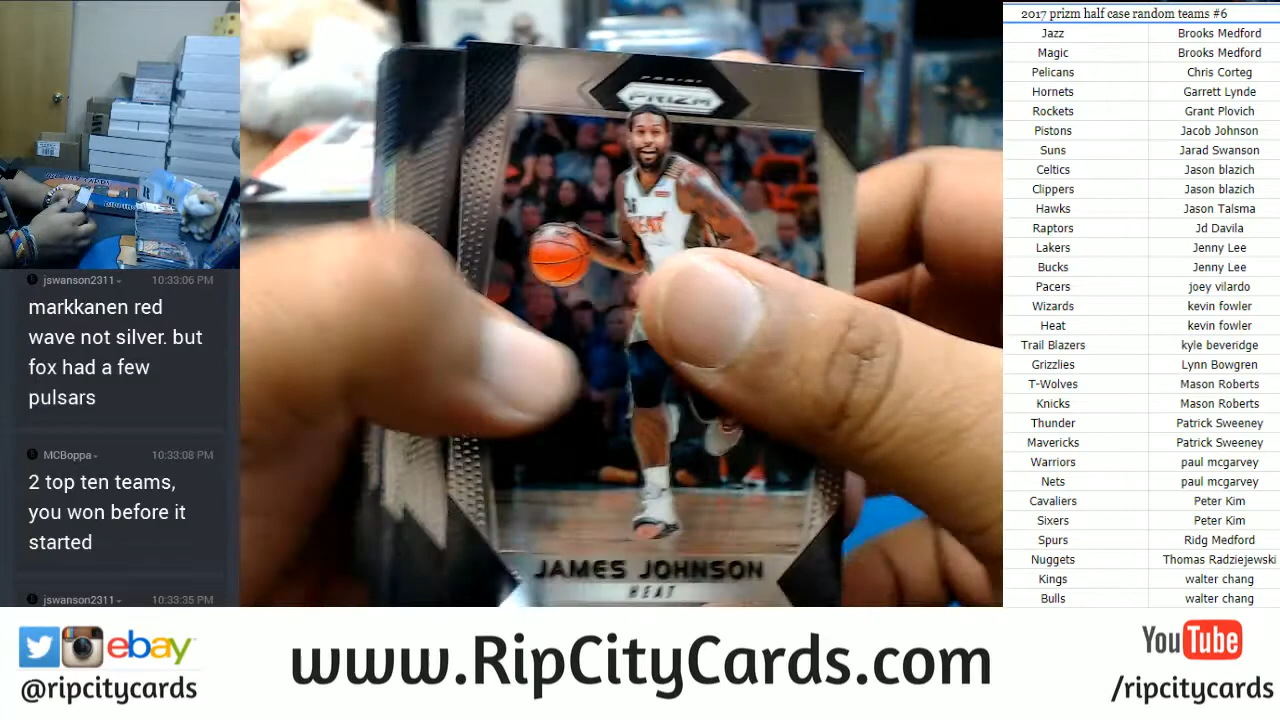 jswanson2311 10:33:06 PM
markkanen red
wave not silver. but
fox had a few
pulsars
MCBoppa 10:33:08 PM
2 top ten teams,
you won before it
started
jswanson2311 10:33:35 PM
PANINI
PRIZM
HEAT
JAMES JOHNSON
HEAT
2017 prizm half case random teams #6
Jazz Brooks Medford
Magic Brooks Medford
Pelicans Chris Corteg
Hornets Garrett Lynde
Rockets Grant Plovich
Pistons Jacob Johnson
Suns Jarad Swanson
Celtics Jason blazich
Clippers Jason blazich
Hawks Jason Talsma
Raptors Jd Davila
Lakers Jenny Lee
Bucks Jenny Lee
Pacers joey vilardo
Wizards kevin fowler
Heat kevin fowler
Trail Blazers kyle beveridge
Grizzlies Lynn Bowgren
T-Wolves Mason Roberts
Knicks Mason Roberts
Thunder Patrick Sweeney
Mavericks Patrick Sweeney
Warriors paul mcgarvey
Nets paul mcgarvey
Cavaliers Peter Kim
Sixers Peter Kim
Spurs Ridg Medford
Nuggets Thomas Radziejewski
Kings walter chang
Bulls walter chang
ebay
@ripcitycards
www.RipCityCards.com
YouTube
/ripcitycards